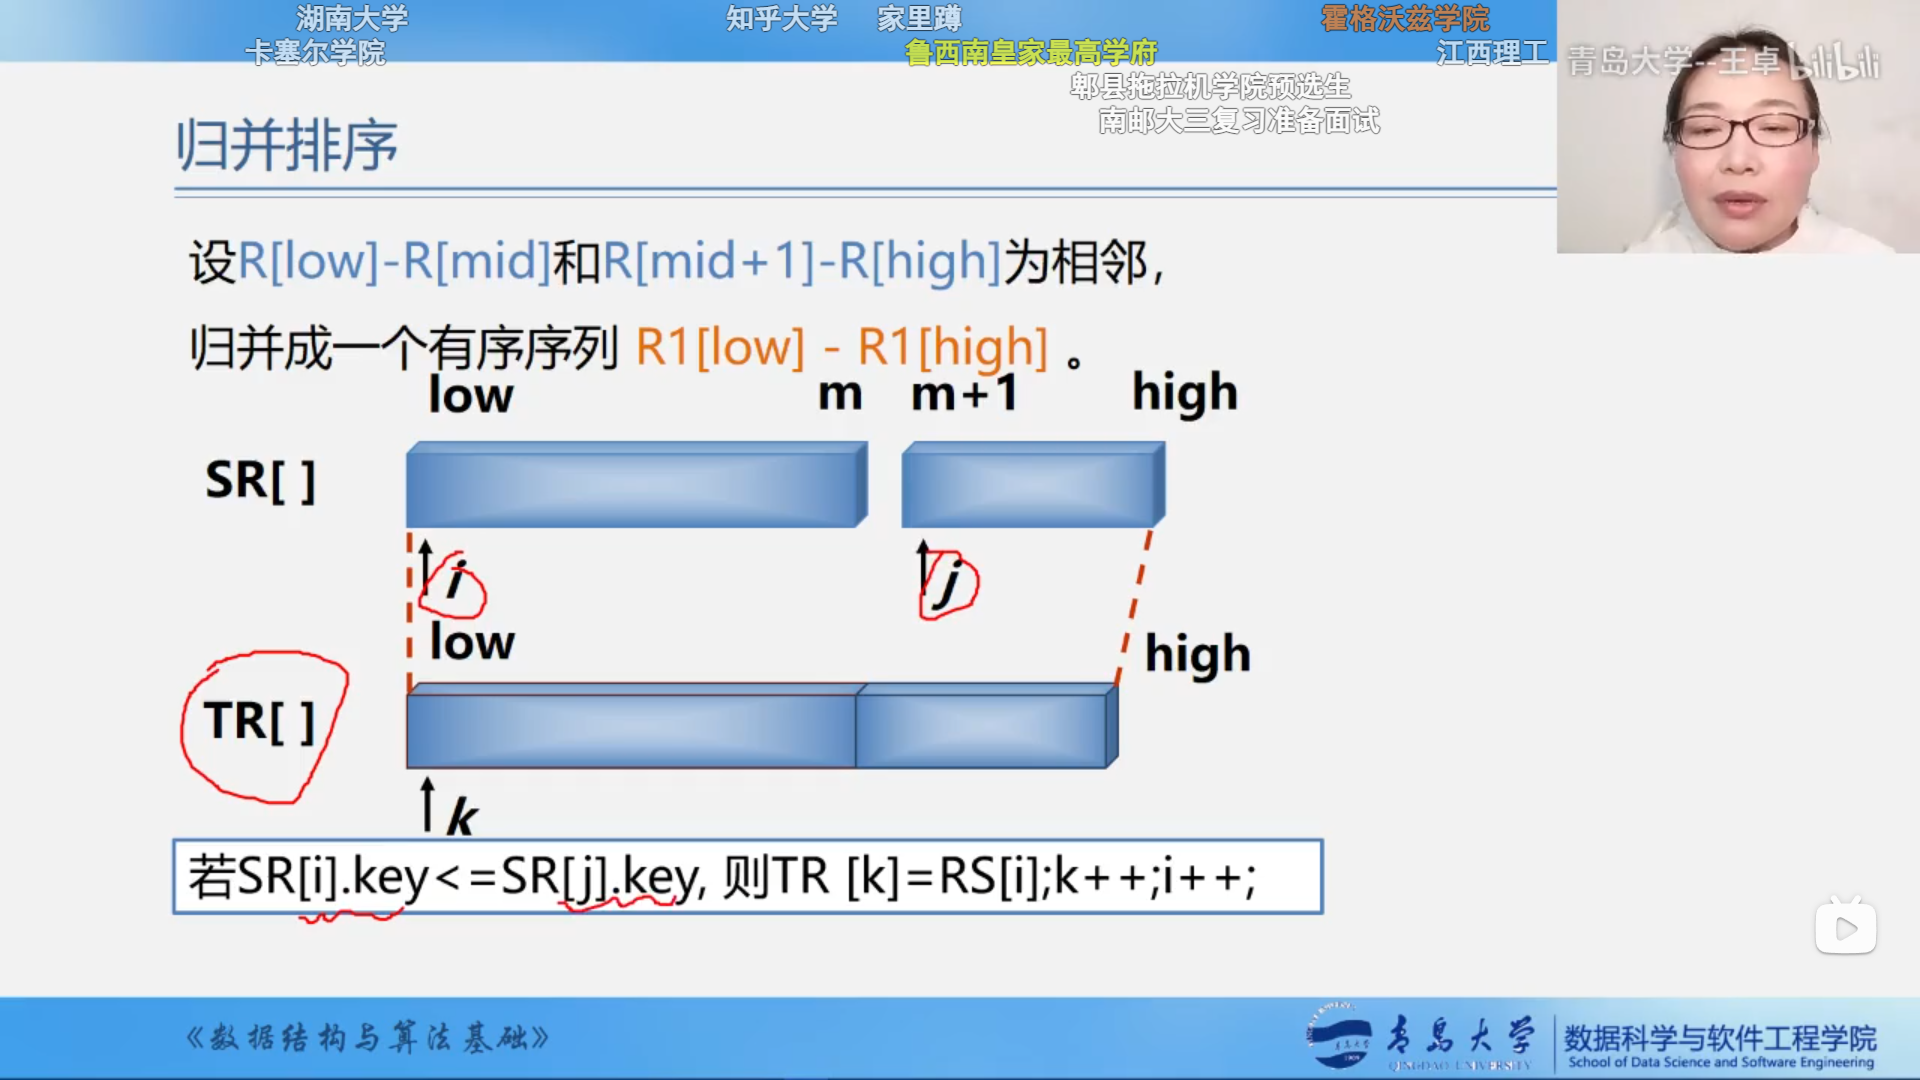 湖南大学 知乎大学 家里蹲 霍格沃兹学院
卡塞尔学院 鲁西南皇家最高学府 江西理工
青岛大学--王卓 bilibili
郫县拖拉机学院预选生
南邮大三复习准备面试
归并排序
设R[low]-R[mid]和R[mid+1]-R[high]为相邻,
归并成一个有序序列 R1[low] - R1[high] 。
low m m+1 high
SR[ ]
i j
low high
TR[ ]
k
若SR[i].key<=SR[j].key, 则TR [k]=RS[i];k++;i++;
《数据结构与算法基础》
青岛大学
QINGDAO UNIVERSITY
数据科学与软件工程学院
School of Data Science and Software Engineering